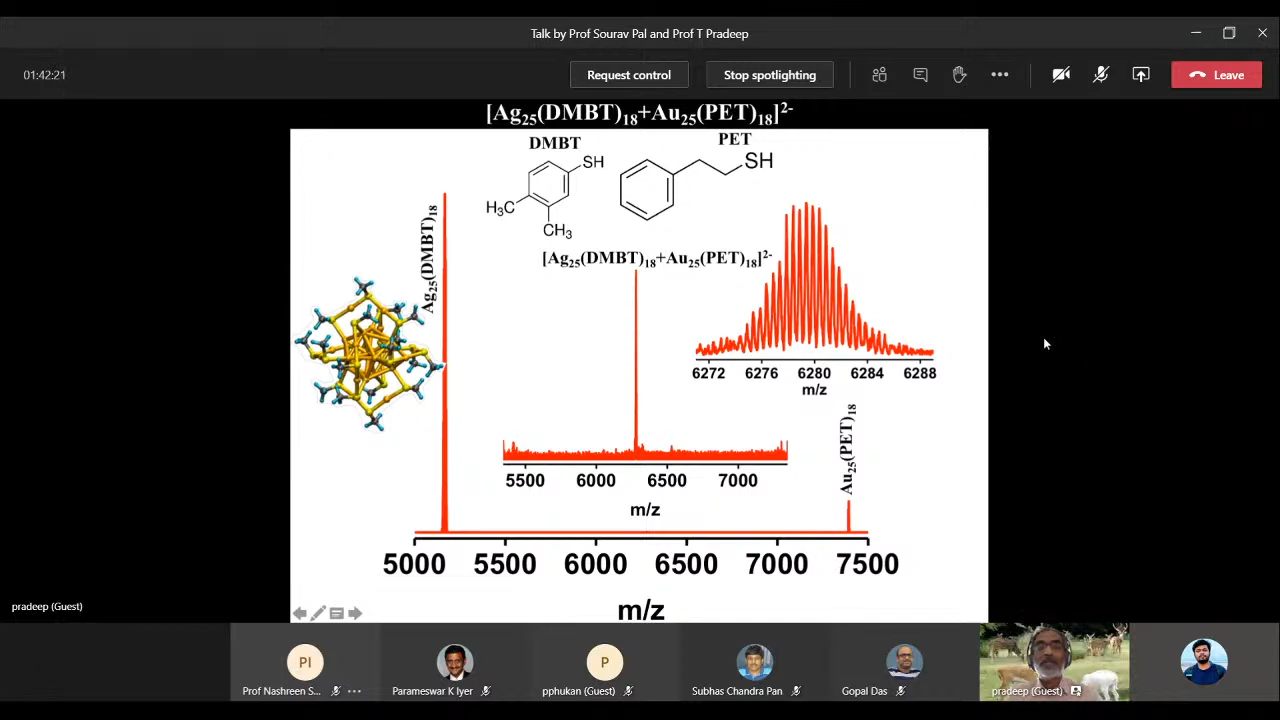 Talk by Prof Sourav Pal and Prof T Pradeep
01:42:21
Request control
Stop spotlighting
Leave
[Ag₂₅(DMBT)₁₈+Au₂₅(PET)₁₈]²⁻
DMBT
PET
SH
SH
H₃C
CH₃
Ag₂₅(DMBT)₁₈
[Ag₂₅(DMBT)₁₈+Au₂₅(PET)₁₈]²⁻
6272 6276 6280 6284 6288
m/z
Au₂₅(PET)₁₈
5500 6000 6500 7000
m/z
5000 5500 6000 6500 7000 7500
m/z
pradeep (Guest)
PI
P
Prof Nashreen S...
Parameswar K Iyer
pphukan (Guest)
Subhas Chandra Pan
Gopal Das
pradeep (Guest)